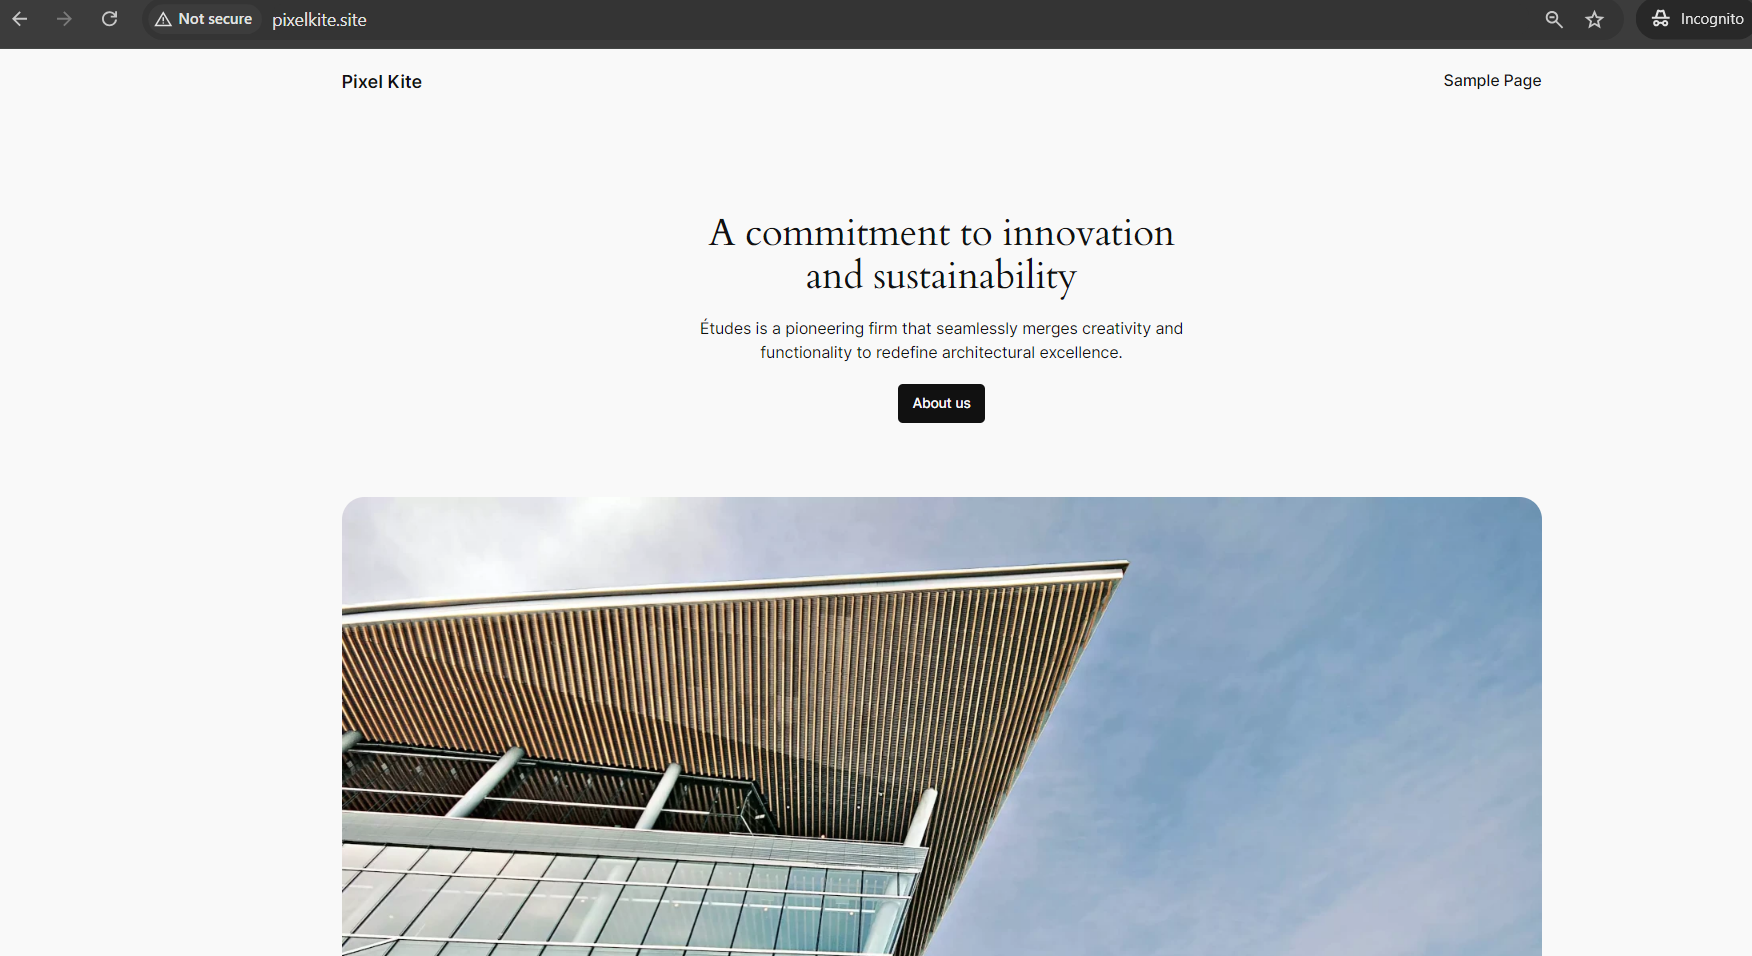 Not secure
pixelkite.site
Incognito
Pixel Kite
Sample Page
A commitment to innovation
and sustainability
Études is a pioneering firm that seamlessly merges creativity and
functionality to redefine architectural excellence.
About us